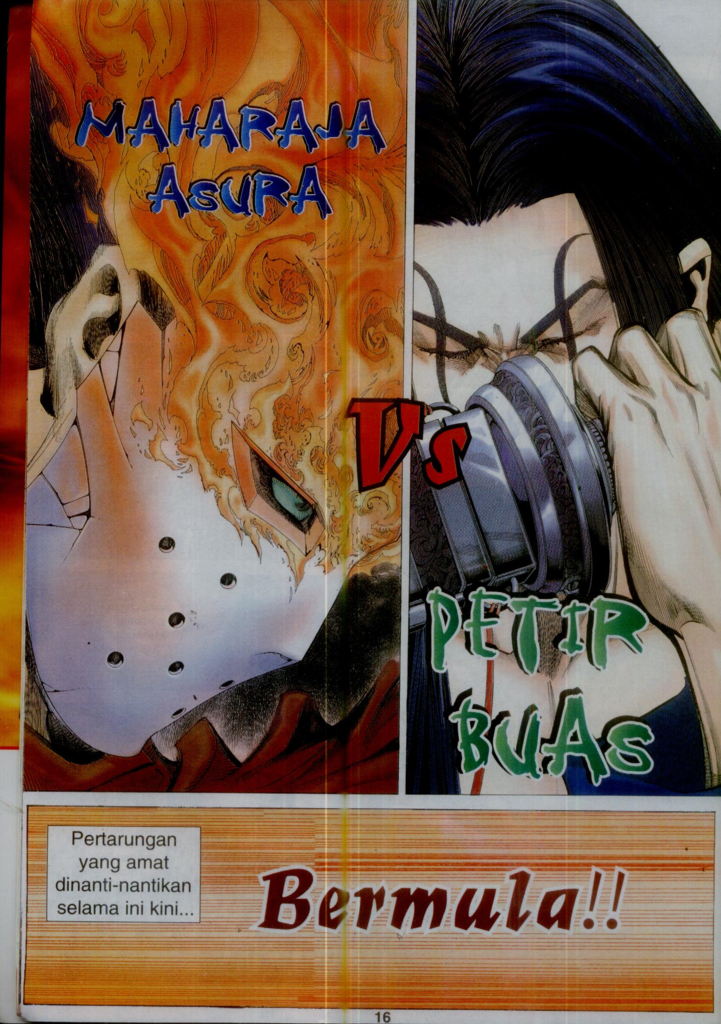 MAHARAJA
ASURA
Vs
PETIR
BUAS
Pertarungan
yang amat
dinanti-nantikan
selama ini kini...
Bermula!!
16